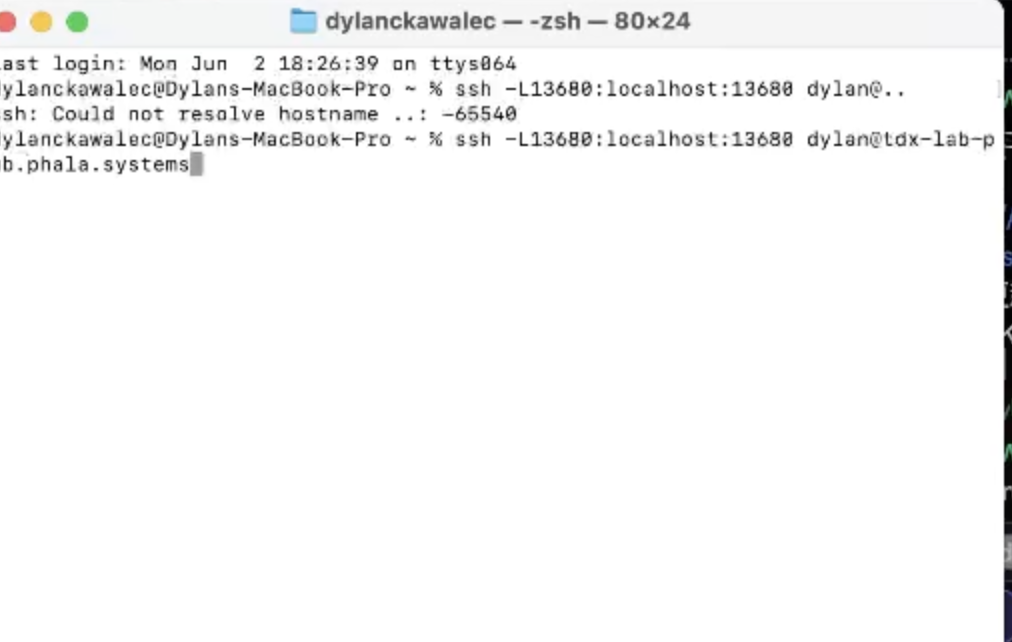 dylanckawalec — -zsh — 80×24
ast login: Mon Jun  2 18:26:39 on ttys064
ylanckawalec@Dylans-MacBook-Pro ~ % ssh -L13680:localhost:13680 dylan@..
sh: Could not resolve hostname ..: -65540
ylanckawalec@Dylans-MacBook-Pro ~ % ssh -L13680:localhost:13680 dylan@tdx-lab-p
b.phala.systems